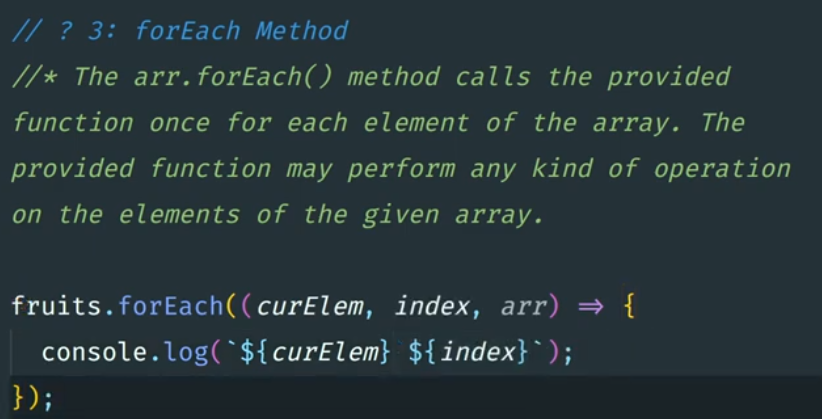 // ? 3: forEach Method
//* The arr.forEach() method calls the provided
function once for each element of the array. The
provided function may perform any kind of operation
on the elements of the given array.
fruits.forEach((curElem, index, arr) => {
console.log(`${curElem} ${index}`);
});